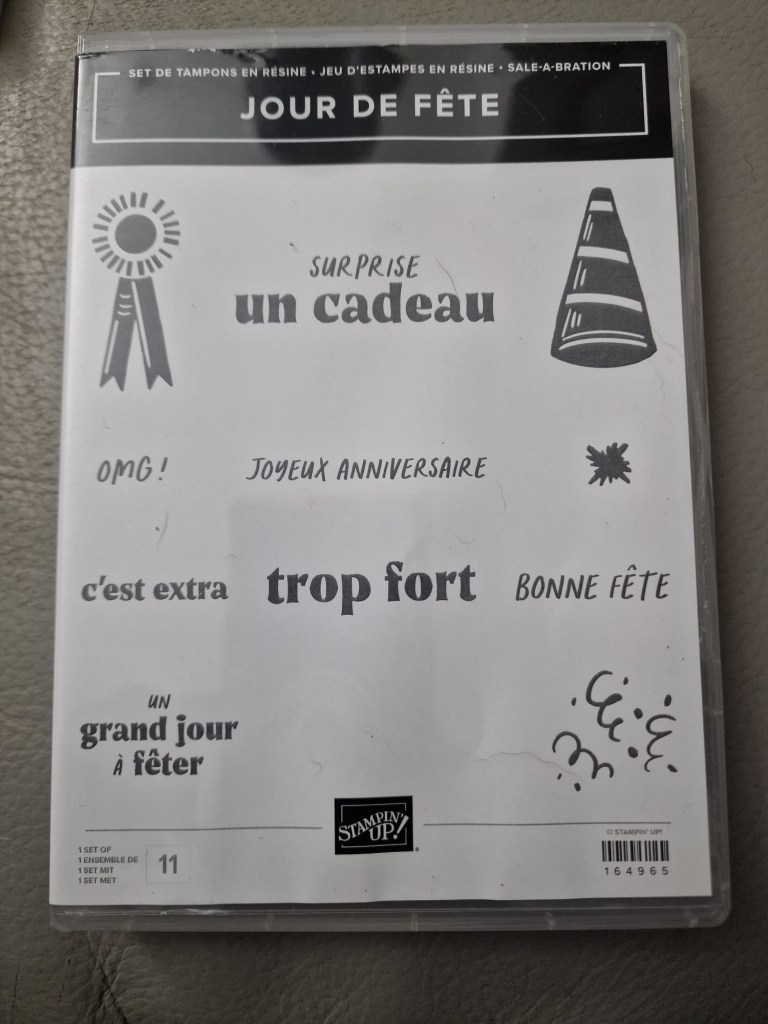 SET DE TAMPONS EN RÉSINE • JEU D'ESTAMPES EN RÉSINE • SALE-A-BRATION
JOUR DE FÊTE
SURPRISE
un cadeau
OMG!
JOYEUX ANNIVERSAIRE
c'est extra
trop fort
BONNE FÊTE
UN
grand jour
À fêter
STAMPIN'
UP!®
1 SET OF
1 ENSEMBLE DE
1 SET MIT
1 SET MET
11
© STAMPIN' UP!
164965